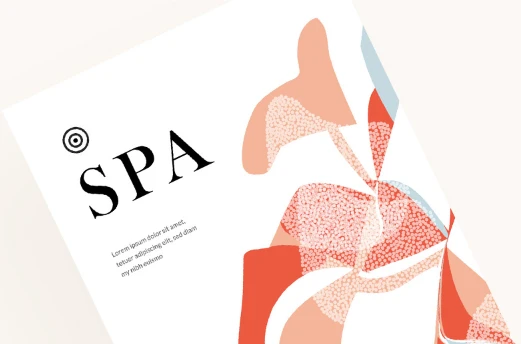 SPA
Lorem ipsum dolor sit amet,
tetuer adipiscing elit, sed diam
my nibh euismo